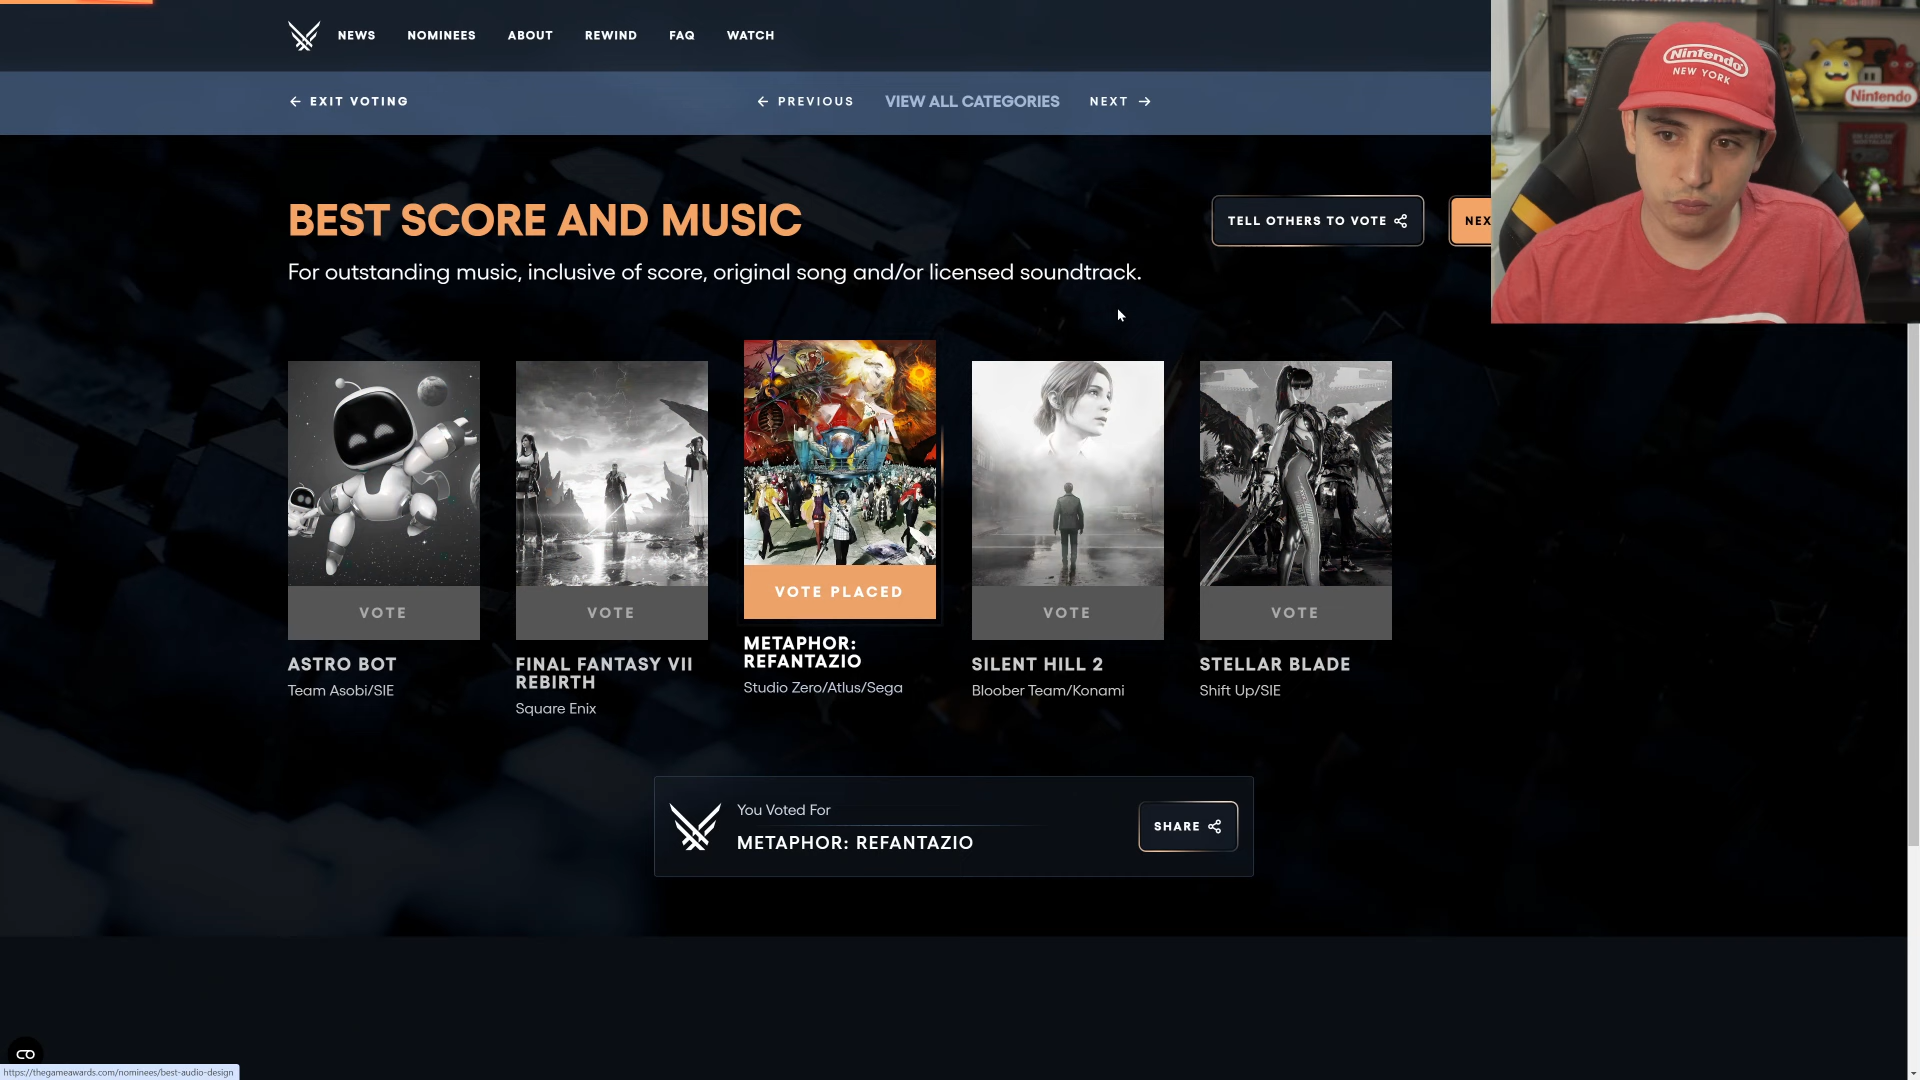 NEWS
NOMINEES
ABOUT
REWIND
FAQ
WATCH
EXIT VOTING
PREVIOUS
VIEW ALL CATEGORIES
NEXT
Nintendo
NEW YORK
Nintendo
BEST SCORE AND MUSIC
TELL OTHERS TO VOTE
NEX
For outstanding music, inclusive of score, original song and/or licensed soundtrack.
VOTE
VOTE
VOTE PLACED
VOTE
VOTE
ASTRO BOT
Team Asobi/SIE
FINAL FANTASY VII
REBIRTH
Square Enix
METAPHOR:
REFANTAZIO
Studio Zero/Atlus/Sega
SILENT HILL 2
Bloober Team/Konami
STELLAR BLADE
Shift Up/SIE
You Voted For
METAPHOR: REFANTAZIO
SHARE
https://thegameawards.com/nominees/best-audio-design